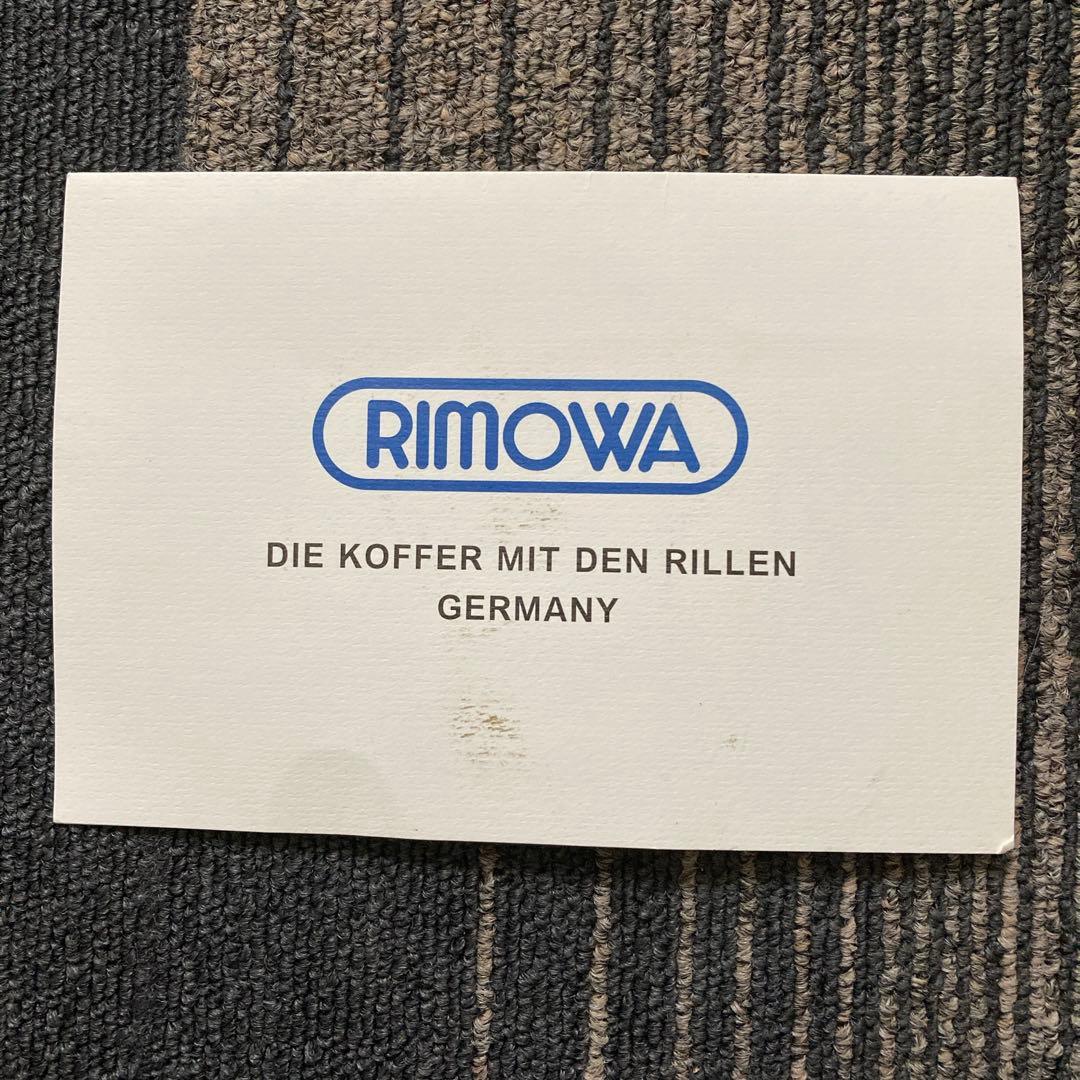 RIMOWA
DIE KOFFER MIT DEN RILLEN
GERMANY